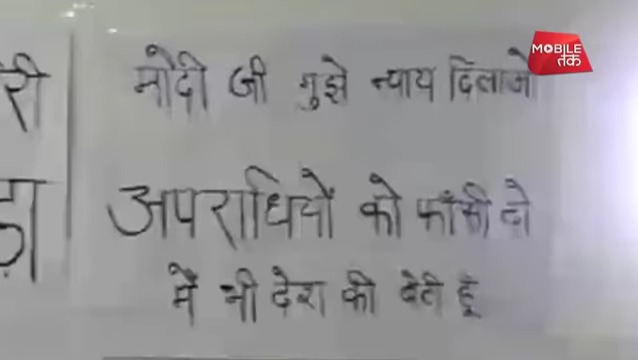 MOBILE
तक
री
मोदी जी मुझे न्याय दिलाओ
ड़ा
अपराधियों को फाँसी दो
में भी देश की बेटी हूँ